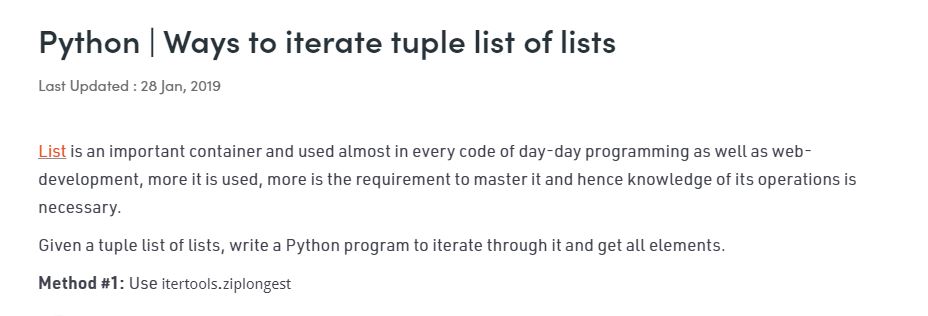 Python | Ways to iterate tuple list of lists
Last Updated : 28 Jan, 2019
List is an important container and used almost in every code of day-day programming as well as web-
development, more it is used, more is the requirement to master it and hence knowledge of its operations is
necessary.
Given a tuple list of lists, write a Python program to iterate through it and get all elements.
Method #1: Use itertools.ziplongest